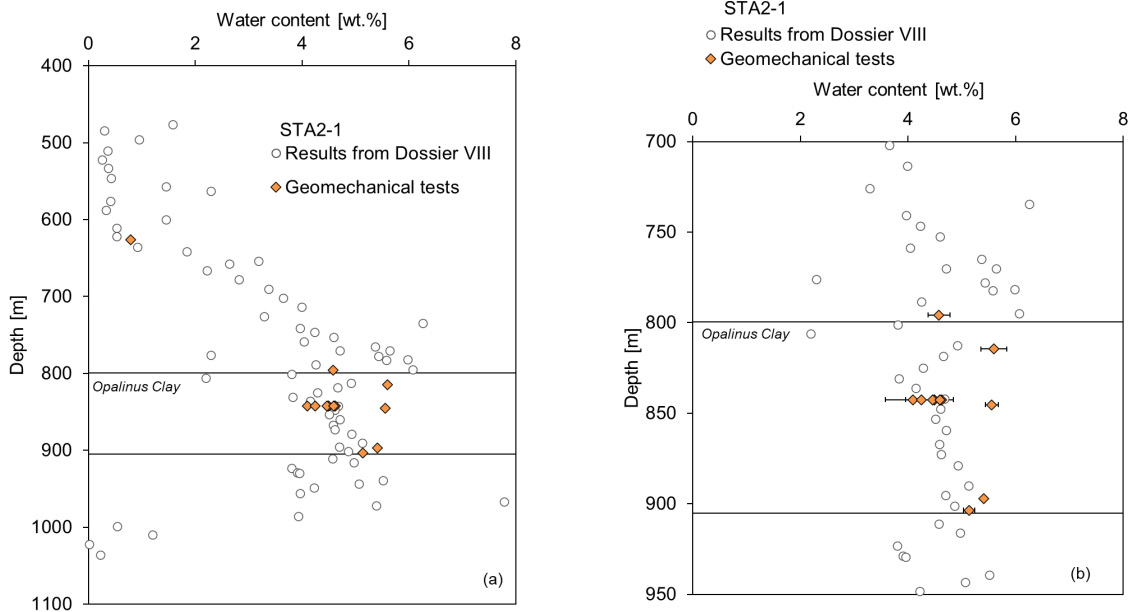 Water content [wt.%]
0 2 4 6 8
400
500
600
700
800
900
1000
1100
Depth [m]
STA2-1
Results from Dossier VIII
Geomechanical tests
Opalinus Clay
(a)
STA2-1
Results from Dossier VIII
Geomechanical tests
Water content [wt.%]
0 2 4 6 8
700
750
800
850
900
950
Depth [m]
Opalinus Clay
(b)